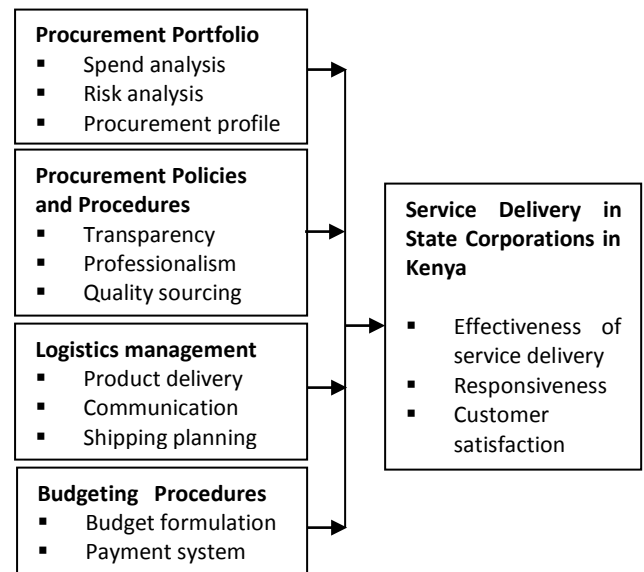 Procurement Portfolio
▪ Spend analysis
▪ Risk analysis
▪ Procurement profile
Procurement Policies
and Procedures
▪ Transparency
▪ Professionalism
▪ Quality sourcing
Logistics management
▪ Product delivery
▪ Communication
▪ Shipping planning
Budgeting Procedures
▪ Budget formulation
▪ Payment system
Service Delivery in
State Corporations in
Kenya
▪ Effectiveness of
service delivery
▪ Responsiveness
▪ Customer
satisfaction